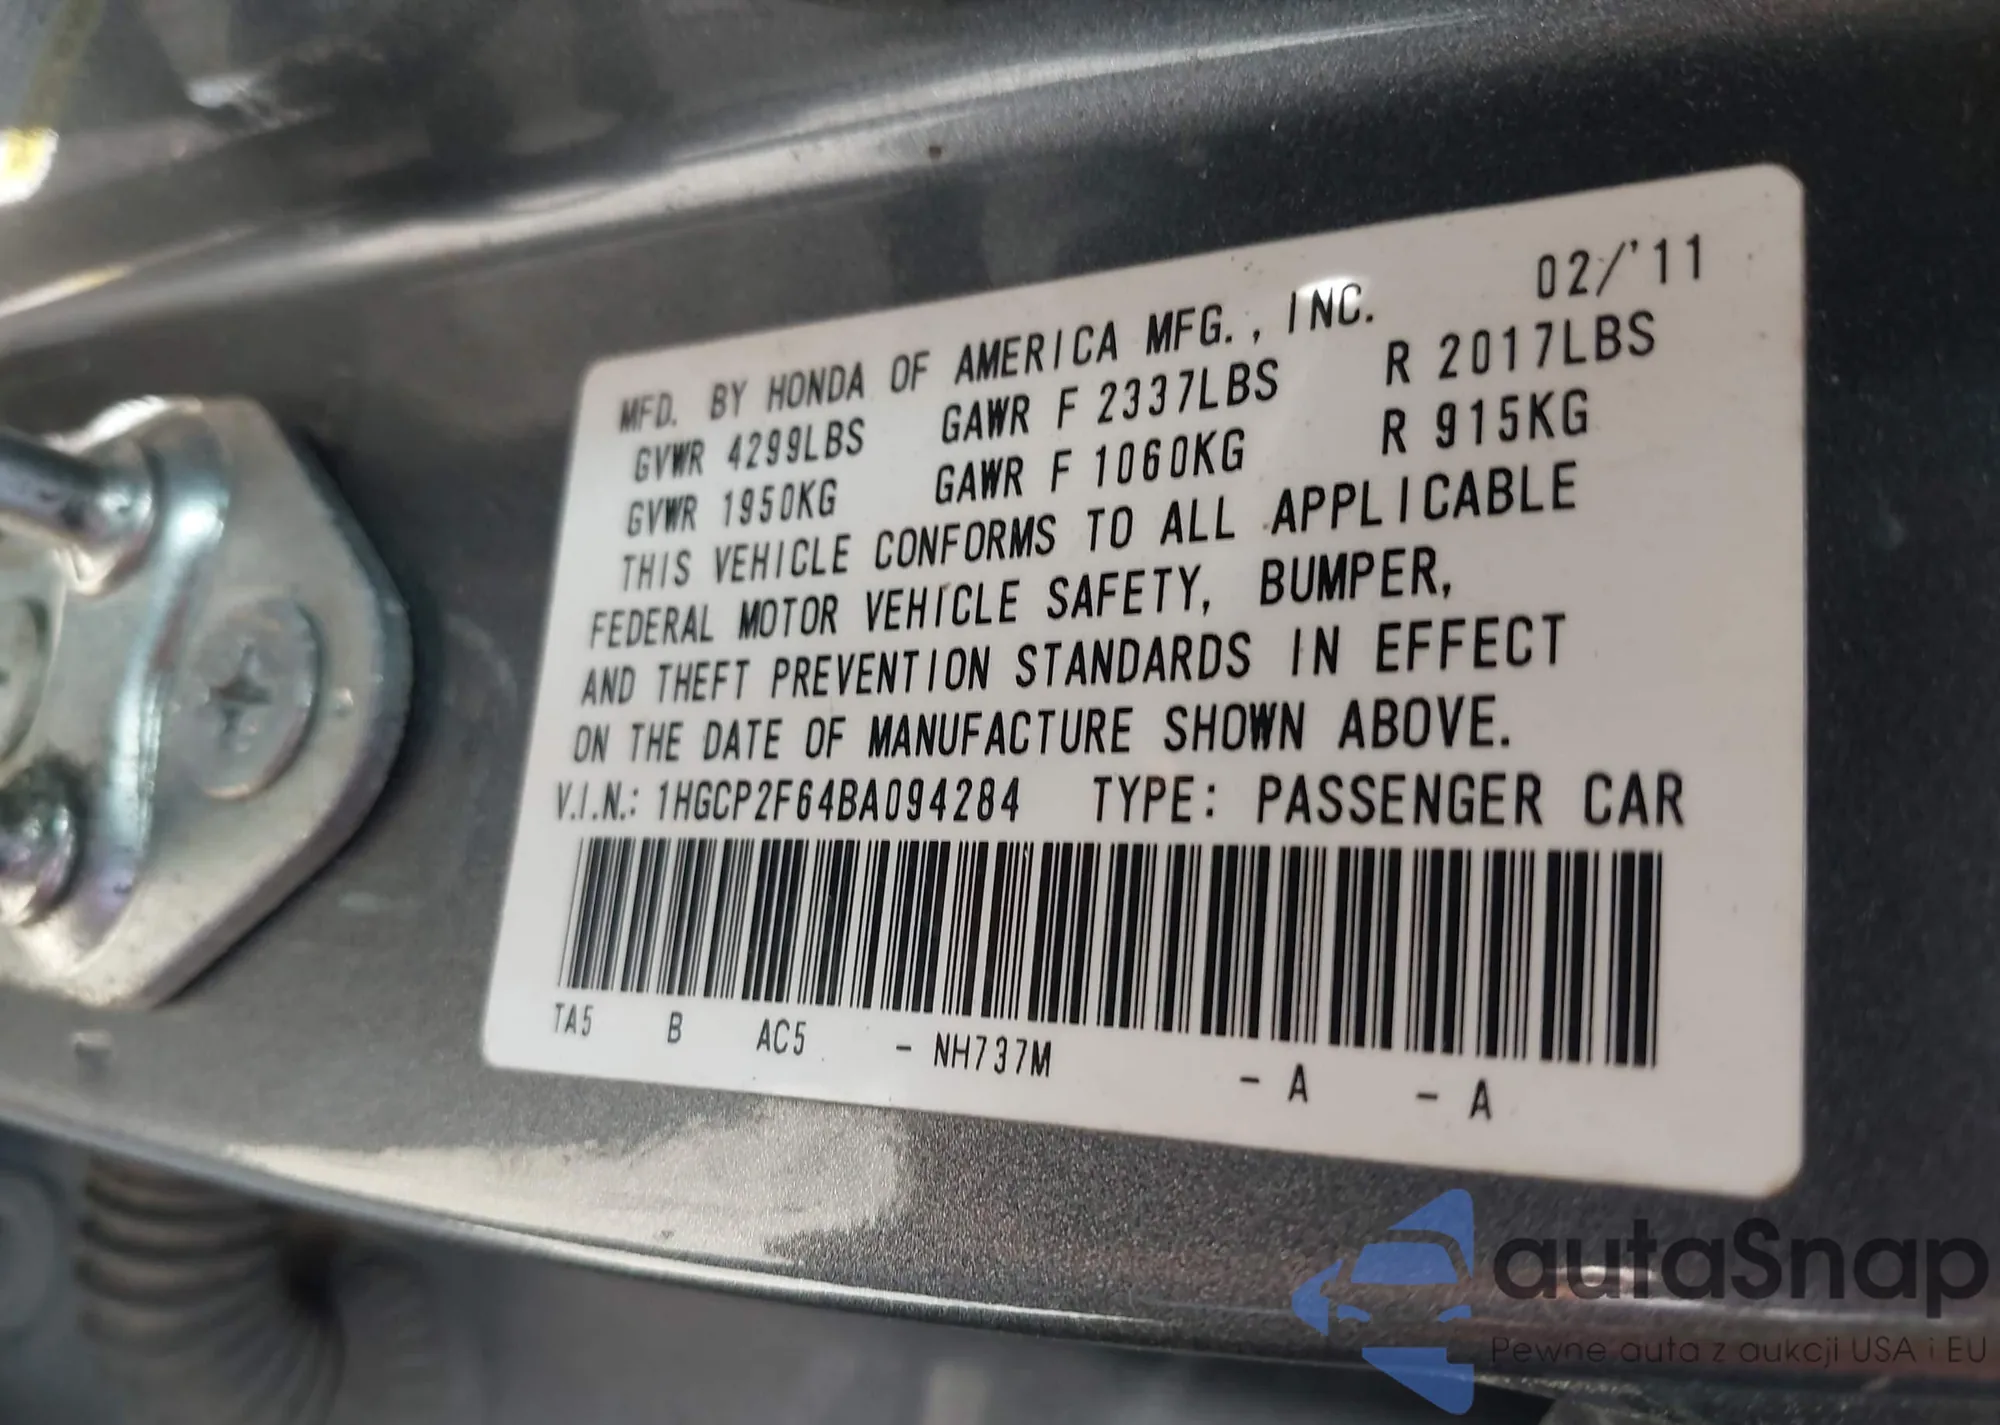 02/'11
MFD. BY HONDA OF AMERICA MFG., INC.
GVWR 4299LBS GAWR F 2337LBS R 2017LBS
GVWR 1950KG GAWR F 1060KG R 915KG
THIS VEHICLE CONFORMS TO ALL APPLICABLE
FEDERAL MOTOR VEHICLE SAFETY, BUMPER,
AND THEFT PREVENTION STANDARDS IN EFFECT
ON THE DATE OF MANUFACTURE SHOWN ABOVE.
V.I.N.: 1HGCP2F64BA094284 TYPE: PASSENGER CAR
TA5 B AC5 - NH737M - A - A
autaSnap
Pewne auta z aukcji USA i EU